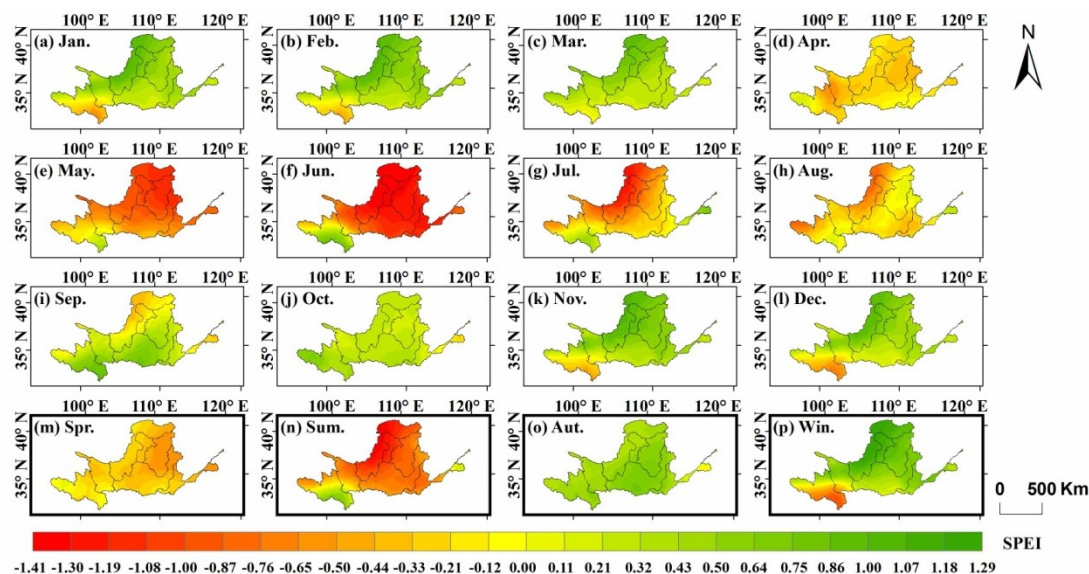 100° E 110° E 120° E 100° E 110° E 120° E 100° E 110° E 120° E 100° E 110° E 120° E
(a) Jan. (b) Feb. (c) Mar. (d) Apr. N
40° N 35° N 40° N 35° N 40° N 35° N 40° N 35° N
100° E 110° E 120° E 100° E 110° E 120° E 100° E 110° E 120° E 100° E 110° E 120° E
(e) May. (f) Jun. (g) Jul. (h) Aug.
40° N 35° N 40° N 35° N 40° N 35° N 40° N 35° N
100° E 110° E 120° E 100° E 110° E 120° E 100° E 110° E 120° E 100° E 110° E 120° E
(i) Sep. (j) Oct. (k) Nov. (l) Dec.
40° N 35° N 40° N 35° N 40° N 35° N 40° N 35° N
100° E 110° E 120° E 100° E 110° E 120° E 100° E 110° E 120° E 100° E 110° E 120° E
(m) Spr. (n) Sum. (o) Aut. (p) Win.
40° N 35° N 40° N 35° N 40° N 35° N 40° N 35° N
0 500 Km
SPEI
-1.41 -1.30 -1.19 -1.08 -1.00 -0.87 -0.76 -0.65 -0.50 -0.44 -0.33 -0.21 -0.12 0.00 0.11 0.21 0.32 0.43 0.50 0.64 0.75 0.86 1.00 1.07 1.18 1.29